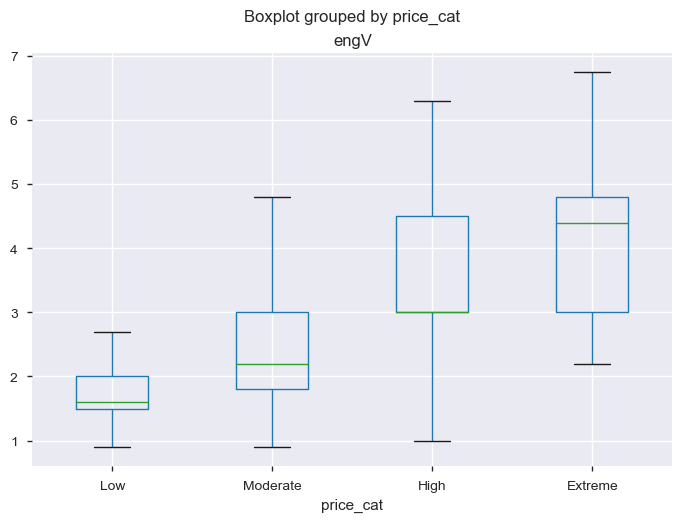 Boxplot grouped by price_cat
engV
7
6
5
4
3
2
1
Low Moderate High Extreme
price_cat